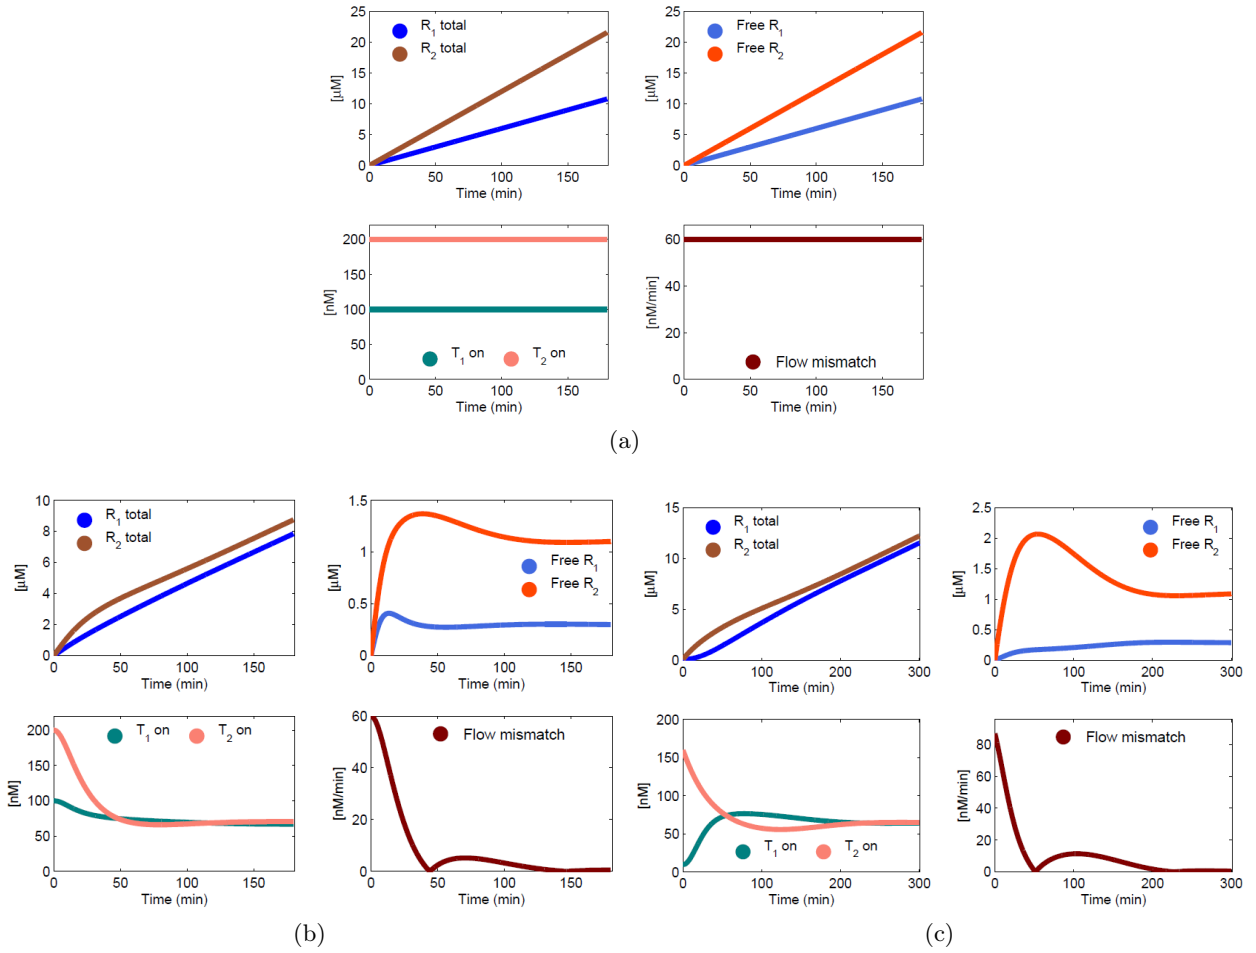 R1 total
R2 total
[µM]
25
20
15
10
5
0
0 50 100 150
Time (min)
Free R1
Free R2
[µM]
25
20
15
10
5
0
0 50 100 150
Time (min)
[nM]
200
150
100
50
0
T1 on T2 on
0 50 100 150
Time (min)
[nM/min]
60
40
20
0
Flow mismatch
0 50 100 150
Time (min)
(a)
R1 total
R2 total
[µM]
10
8
6
4
2
0
0 50 100 150
Time (min)
[µM]
1.5
1
0.5
0
Free R1
Free R2
0 50 100 150
Time (min)
T1 on T2 on
[nM]
200
150
100
50
0
0 50 100 150
Time (min)
Flow mismatch
[nM/min]
60
40
20
0
0 50 100 150
Time (min)
(b)
R1 total
R2 total
[µM]
15
10
5
0
0 100 200 300
Time (min)
Free R1
Free R2
[µM]
2.5
2
1.5
1
0.5
0
0 100 200 300
Time (min)
[nM]
200
150
100
50
0
T1 on T2 on
0 100 200 300
Time (min)
Flow mismatch
[nM/min]
80
60
40
20
0
0 100 200 300
Time (min)
(c)